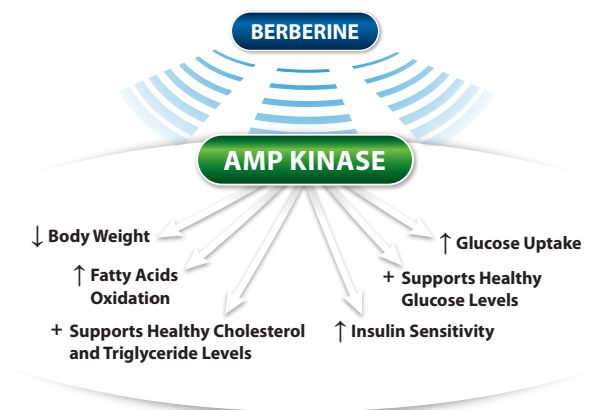 BERBERINE
AMP KINASE
↓ Body Weight
↑ Glucose Uptake
↑ Fatty Acids
Oxidation
+ Supports Healthy
Glucose Levels
+ Supports Healthy Cholesterol
and Triglyceride Levels
↑ Insulin Sensitivity